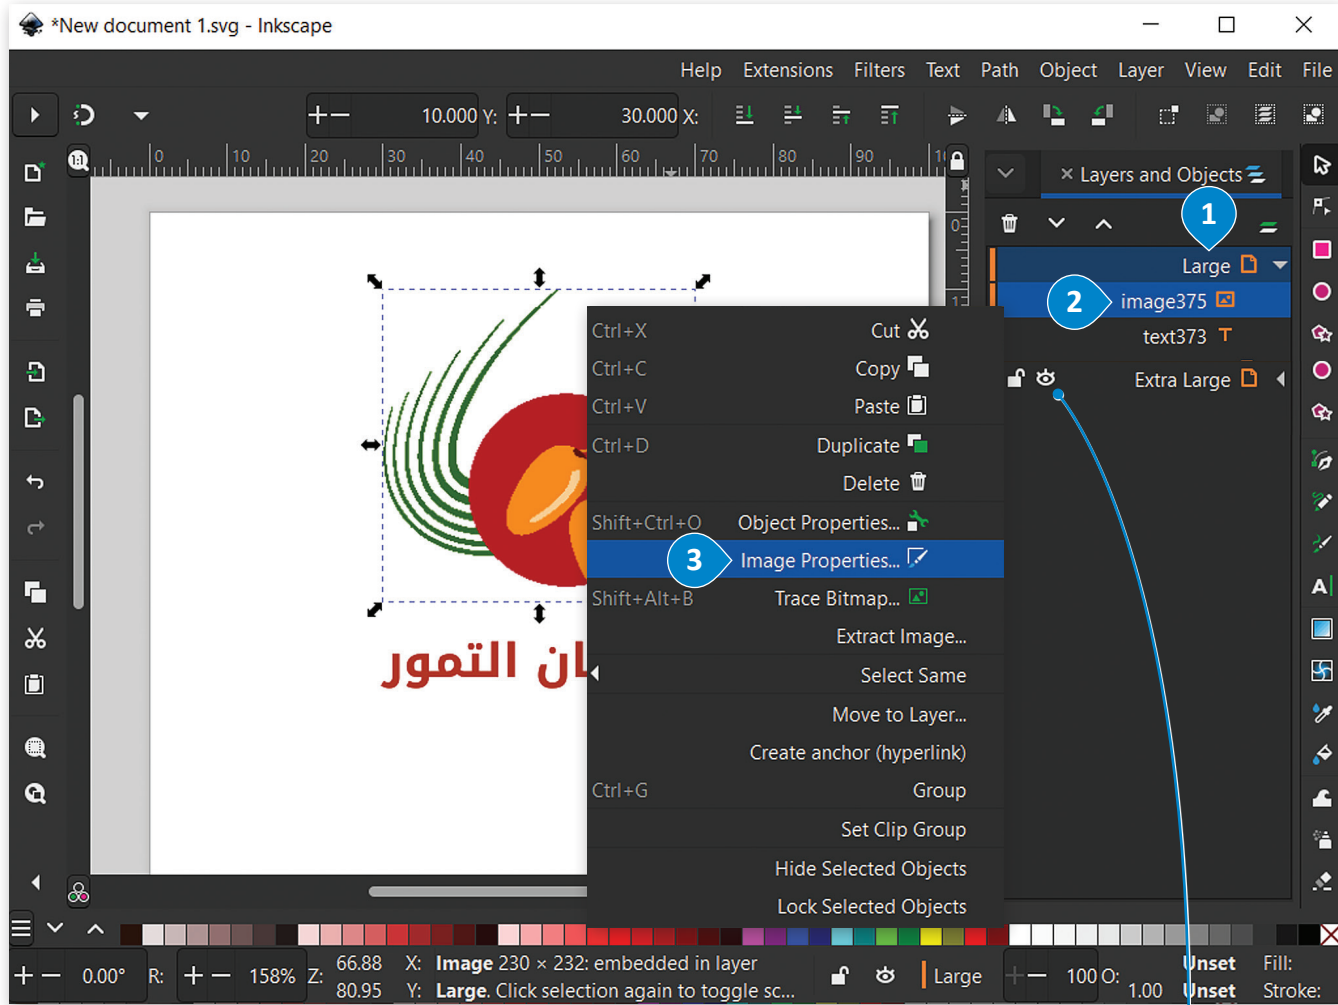 *New document 1.svg - Inkscape
Help Extensions Filters Text Path Object Layer View Edit File
10.000 Y: 30.000 X:
1:1 0 10 20 30 40 50 60 70 80 90
Layers and Objects
1
0
Large
1
2
image375
text373
Extra Large
Ctrl+X Cut
Ctrl+C Copy
Ctrl+V Paste
Ctrl+D Duplicate
Delete
Shift+Ctrl+O Object Properties...
3 Image Properties...
Shift+Alt+B Trace Bitmap...
Extract Image...
Select Same
Move to Layer...
Create anchor (hyperlink)
Ctrl+G Group
Set Clip Group
Hide Selected Objects
Lock Selected Objects
ان التمور
A
0.00° R: 158% Z: 66.88 X: Image 230 × 232: embedded in layer Large 100 O: Unset Fill:
80.95 Y: Large. Click selection again to toggle sc... 1.00 Unset Stroke: